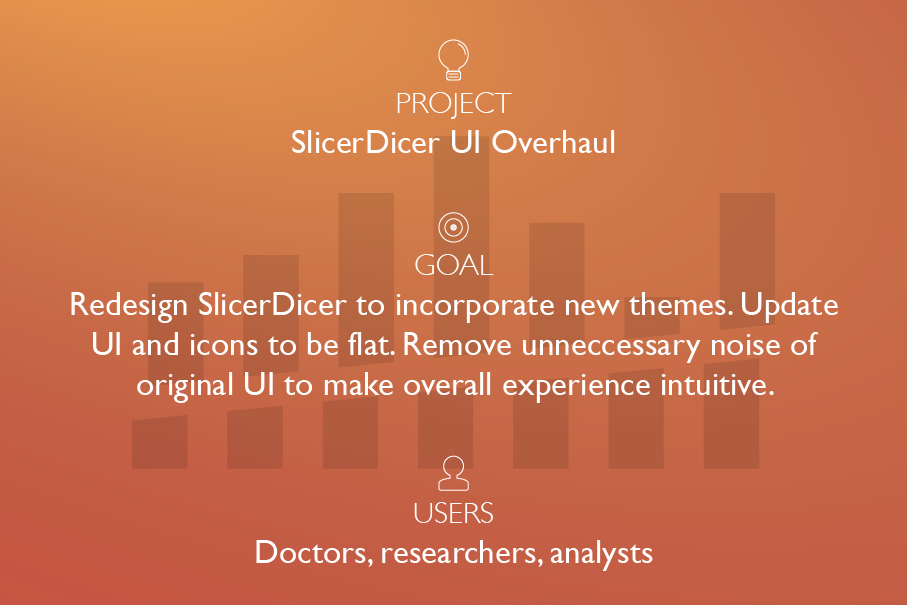 PROJECT
SlicerDicer UI Overhaul
GOAL
Redesign SlicerDicer to incorporate new themes. Update
UI and icons to be flat. Remove unneccessary noise of
original UI to make overall experience intuitive.
USERS
Doctors, researchers, analysts